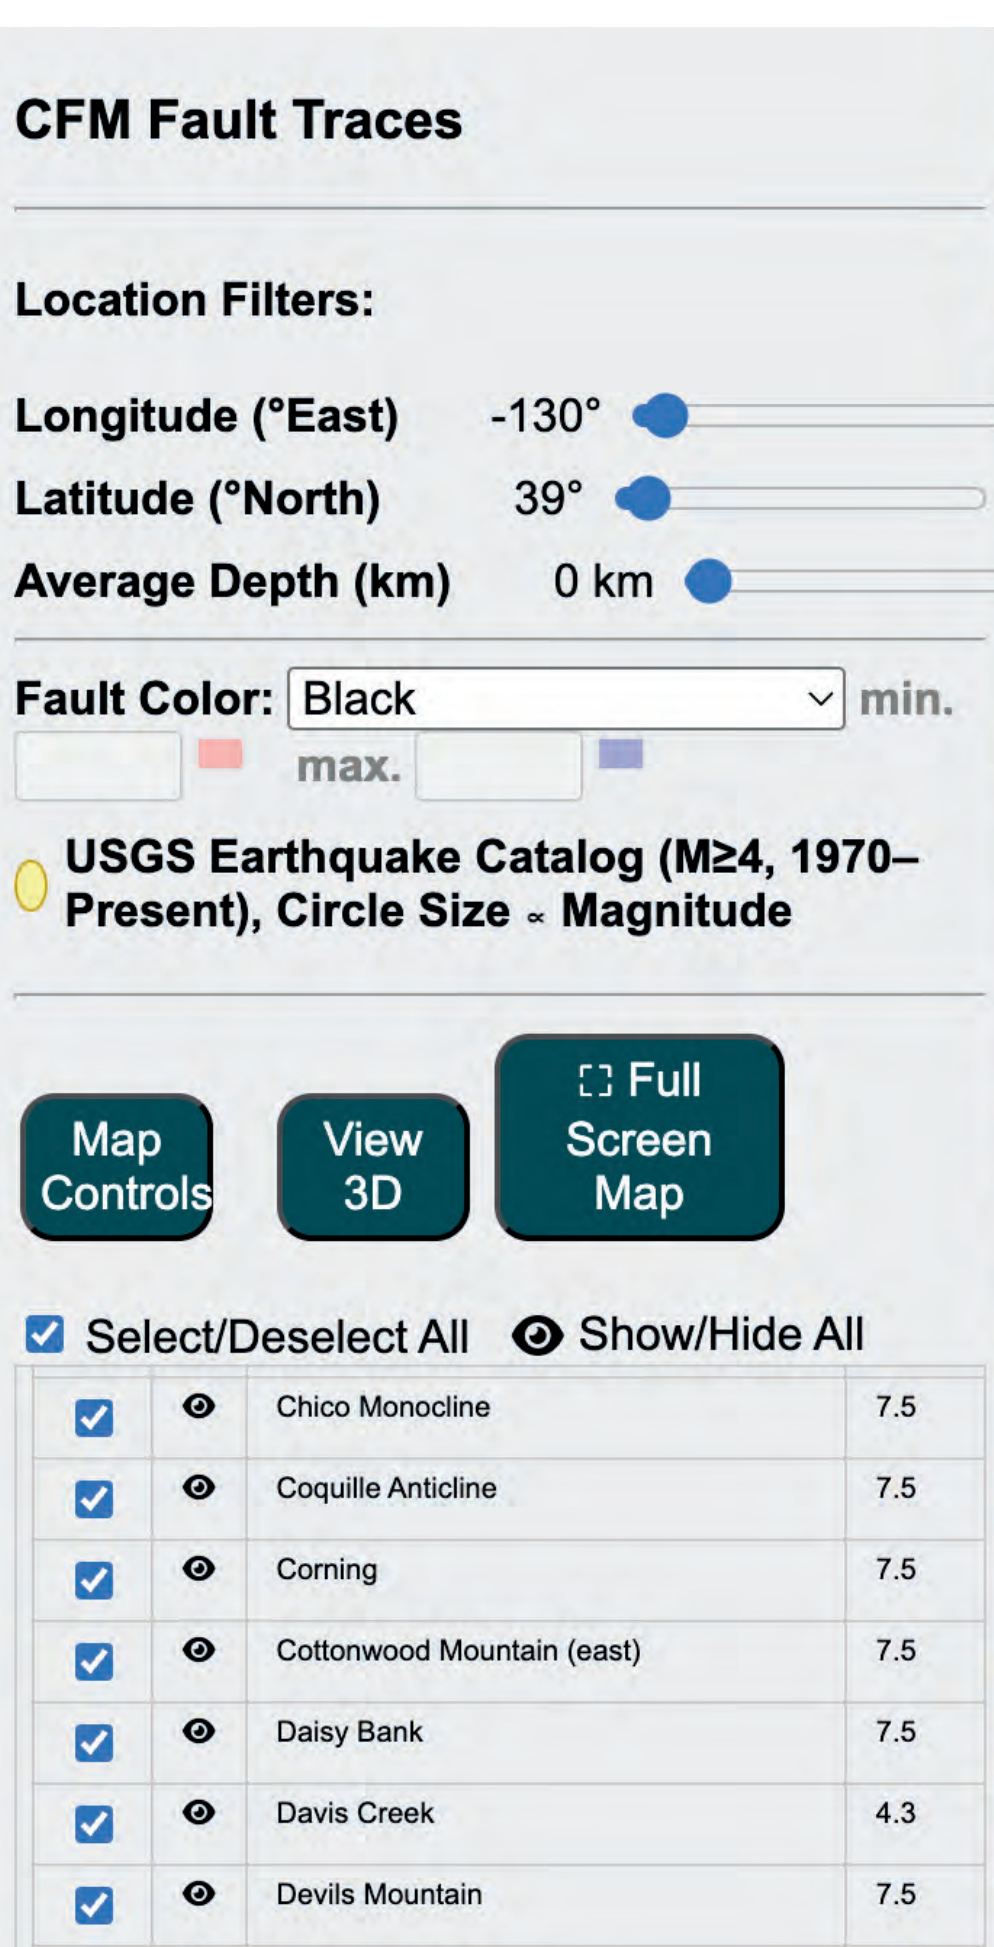 CFM Fault Traces
Location Filters:
Longitude (°East) -130°
Latitude (°North) 39°
Average Depth (km) 0 km
Fault Color: Black min.
max.
USGS Earthquake Catalog (M≥4, 1970–
Present), Circle Size ∝ Magnitude
Map
Controls
View
3D
Full
Screen
Map
Select/Deselect All Show/Hide All
Chico Monocline 7.5
Coquille Anticline 7.5
Corning 7.5
Cottonwood Mountain (east) 7.5
Daisy Bank 7.5
Davis Creek 4.3
Devils Mountain 7.5